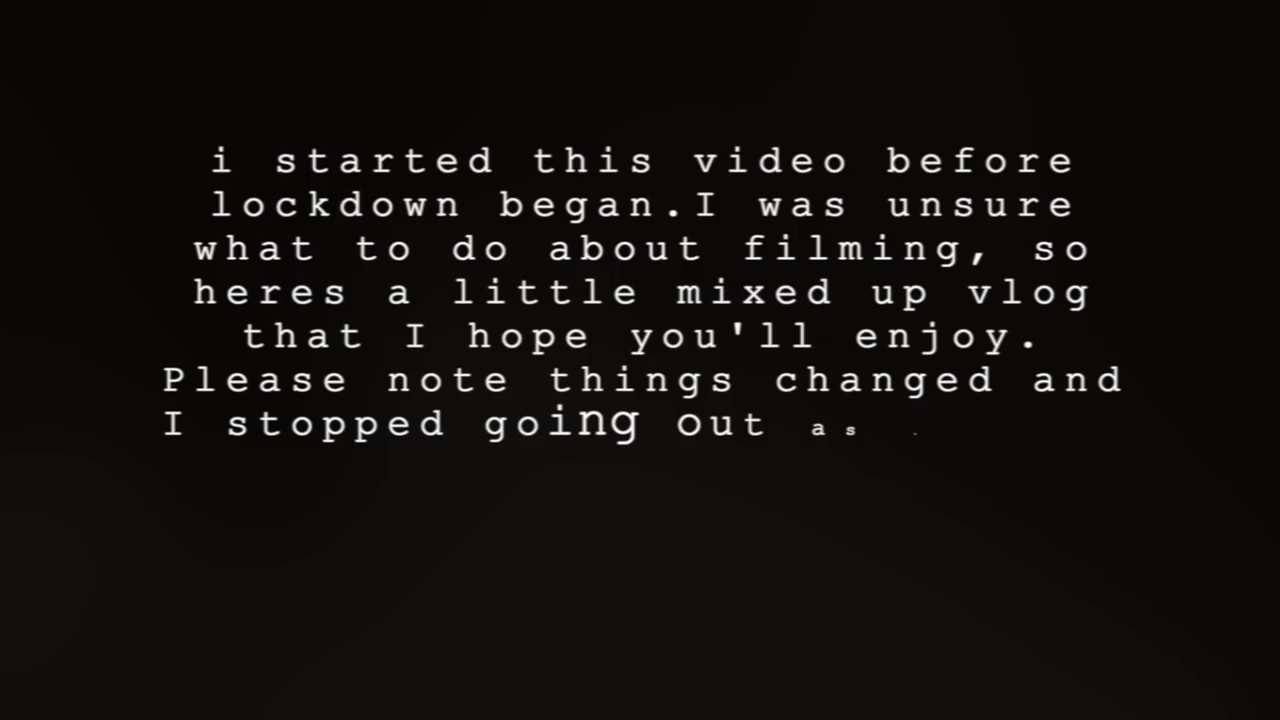 i started this video before
lockdown began.I was unsure
what to do about filming, so
heres a little mixed up vlog
that I hope you'll enjoy.
Please note things changed and
I stopped going out as